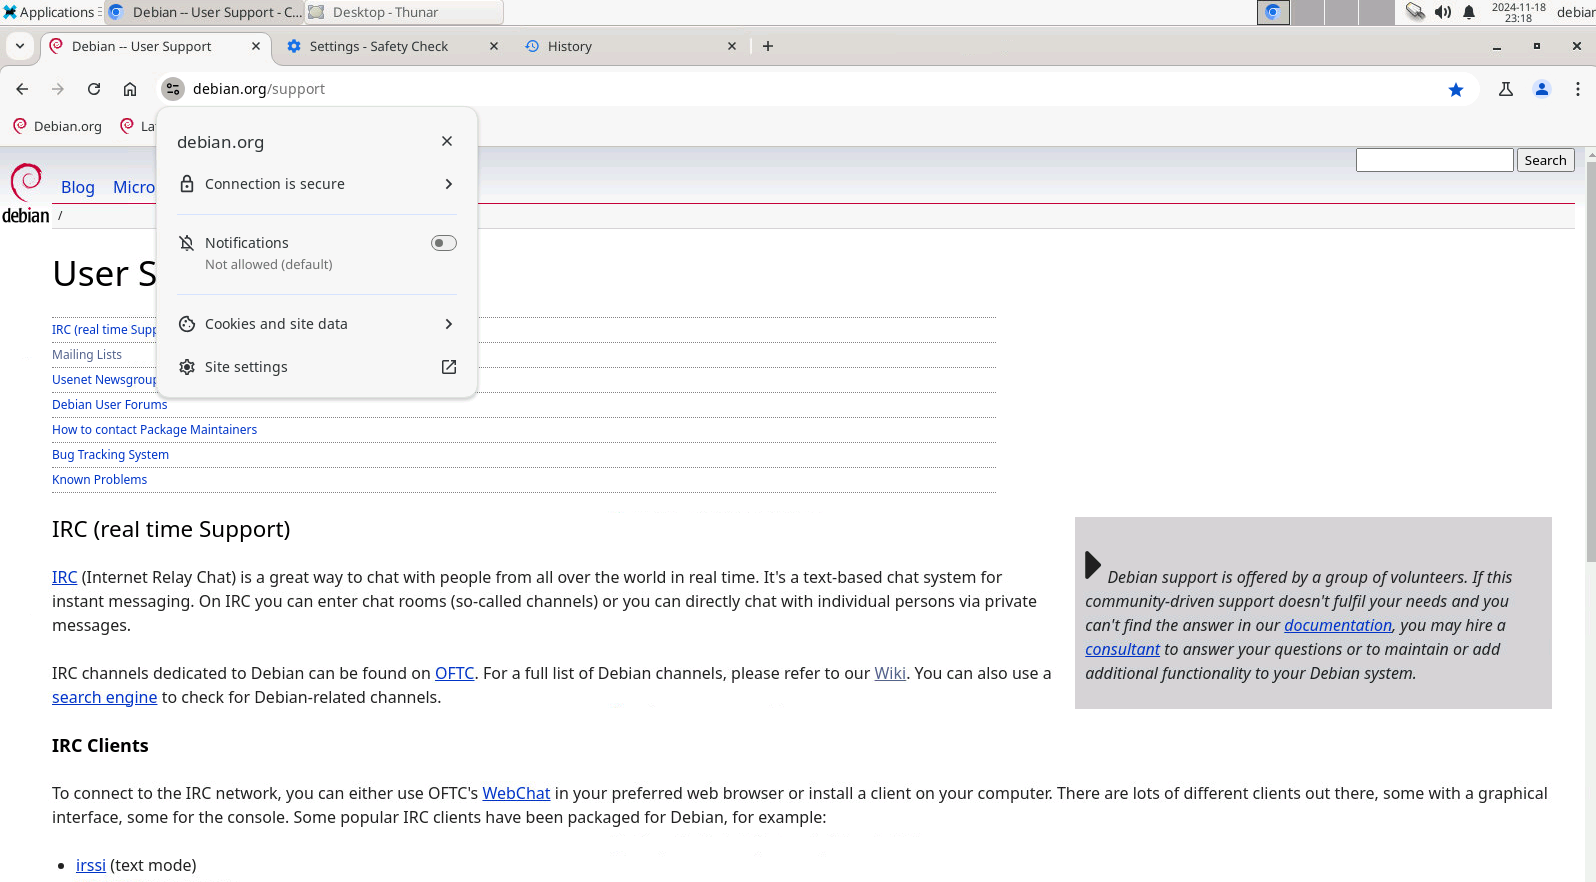 Applications
Debian -- User Support - C...
Desktop - Thunar
2024-11-18
23:18
debian
Debian -- User Support
Settings - Safety Check
History
debian.org/support
Debian.org
La
debian.org
Connection is secure
Notifications
Not allowed (default)
Cookies and site data
Site settings
Search
Blog
Micro
debian
/
User S
IRC (real time Supp
Mailing Lists
Usenet Newsgroup
Debian User Forums
How to contact Package Maintainers
Bug Tracking System
Known Problems
IRC (real time Support)
IRC (Internet Relay Chat) is a great way to chat with people from all over the world in real time. It's a text-based chat system for
instant messaging. On IRC you can enter chat rooms (so-called channels) or you can directly chat with individual persons via private
messages.
IRC channels dedicated to Debian can be found on OFTC. For a full list of Debian channels, please refer to our Wiki. You can also use a
search engine to check for Debian-related channels.
Debian support is offered by a group of volunteers. If this
community-driven support doesn't fulfil your needs and you
can't find the answer in our documentation, you may hire a
consultant to answer your questions or to maintain or add
additional functionality to your Debian system.
IRC Clients
To connect to the IRC network, you can either use OFTC's WebChat in your preferred web browser or install a client on your computer. There are lots of different clients out there, some with a graphical
interface, some for the console. Some popular IRC clients have been packaged for Debian, for example:
• irssi (text mode)